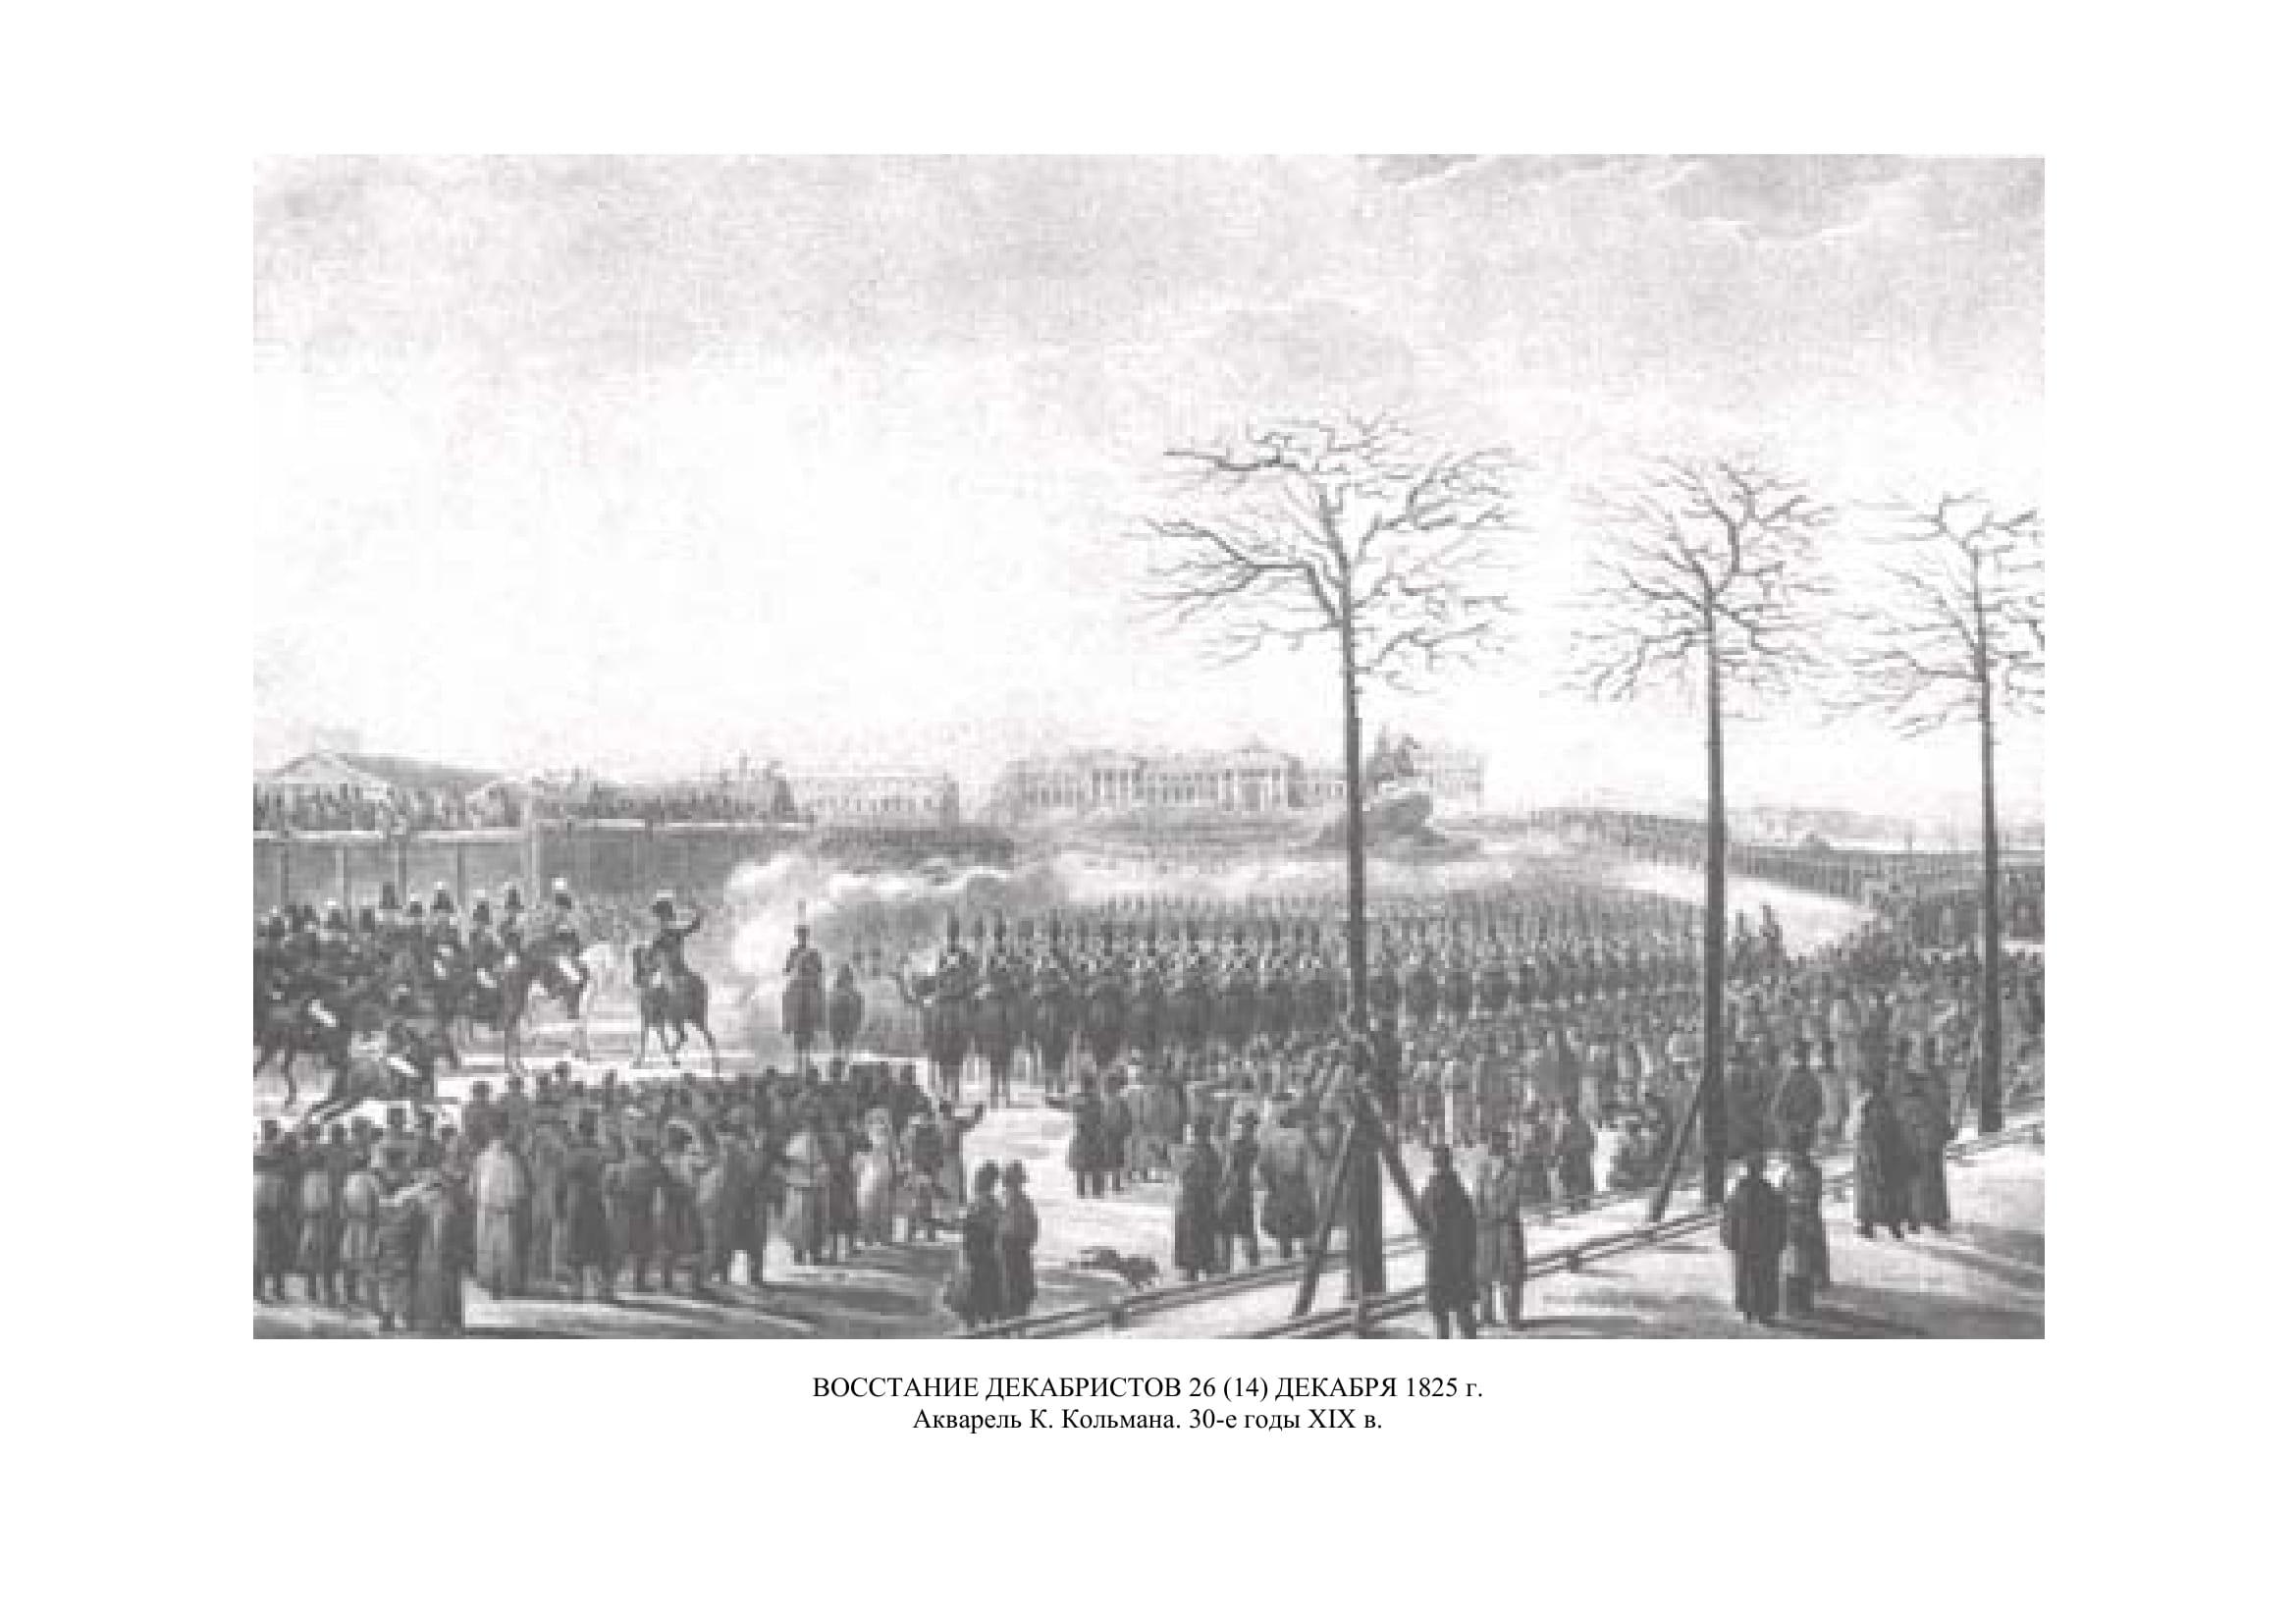 ВОССТАНИЕ ДЕКАБРИСТОВ 26 (14) ДЕКАБРЯ 1825 г.
Акварель К. Кольмана. 30-е годы XIX в.